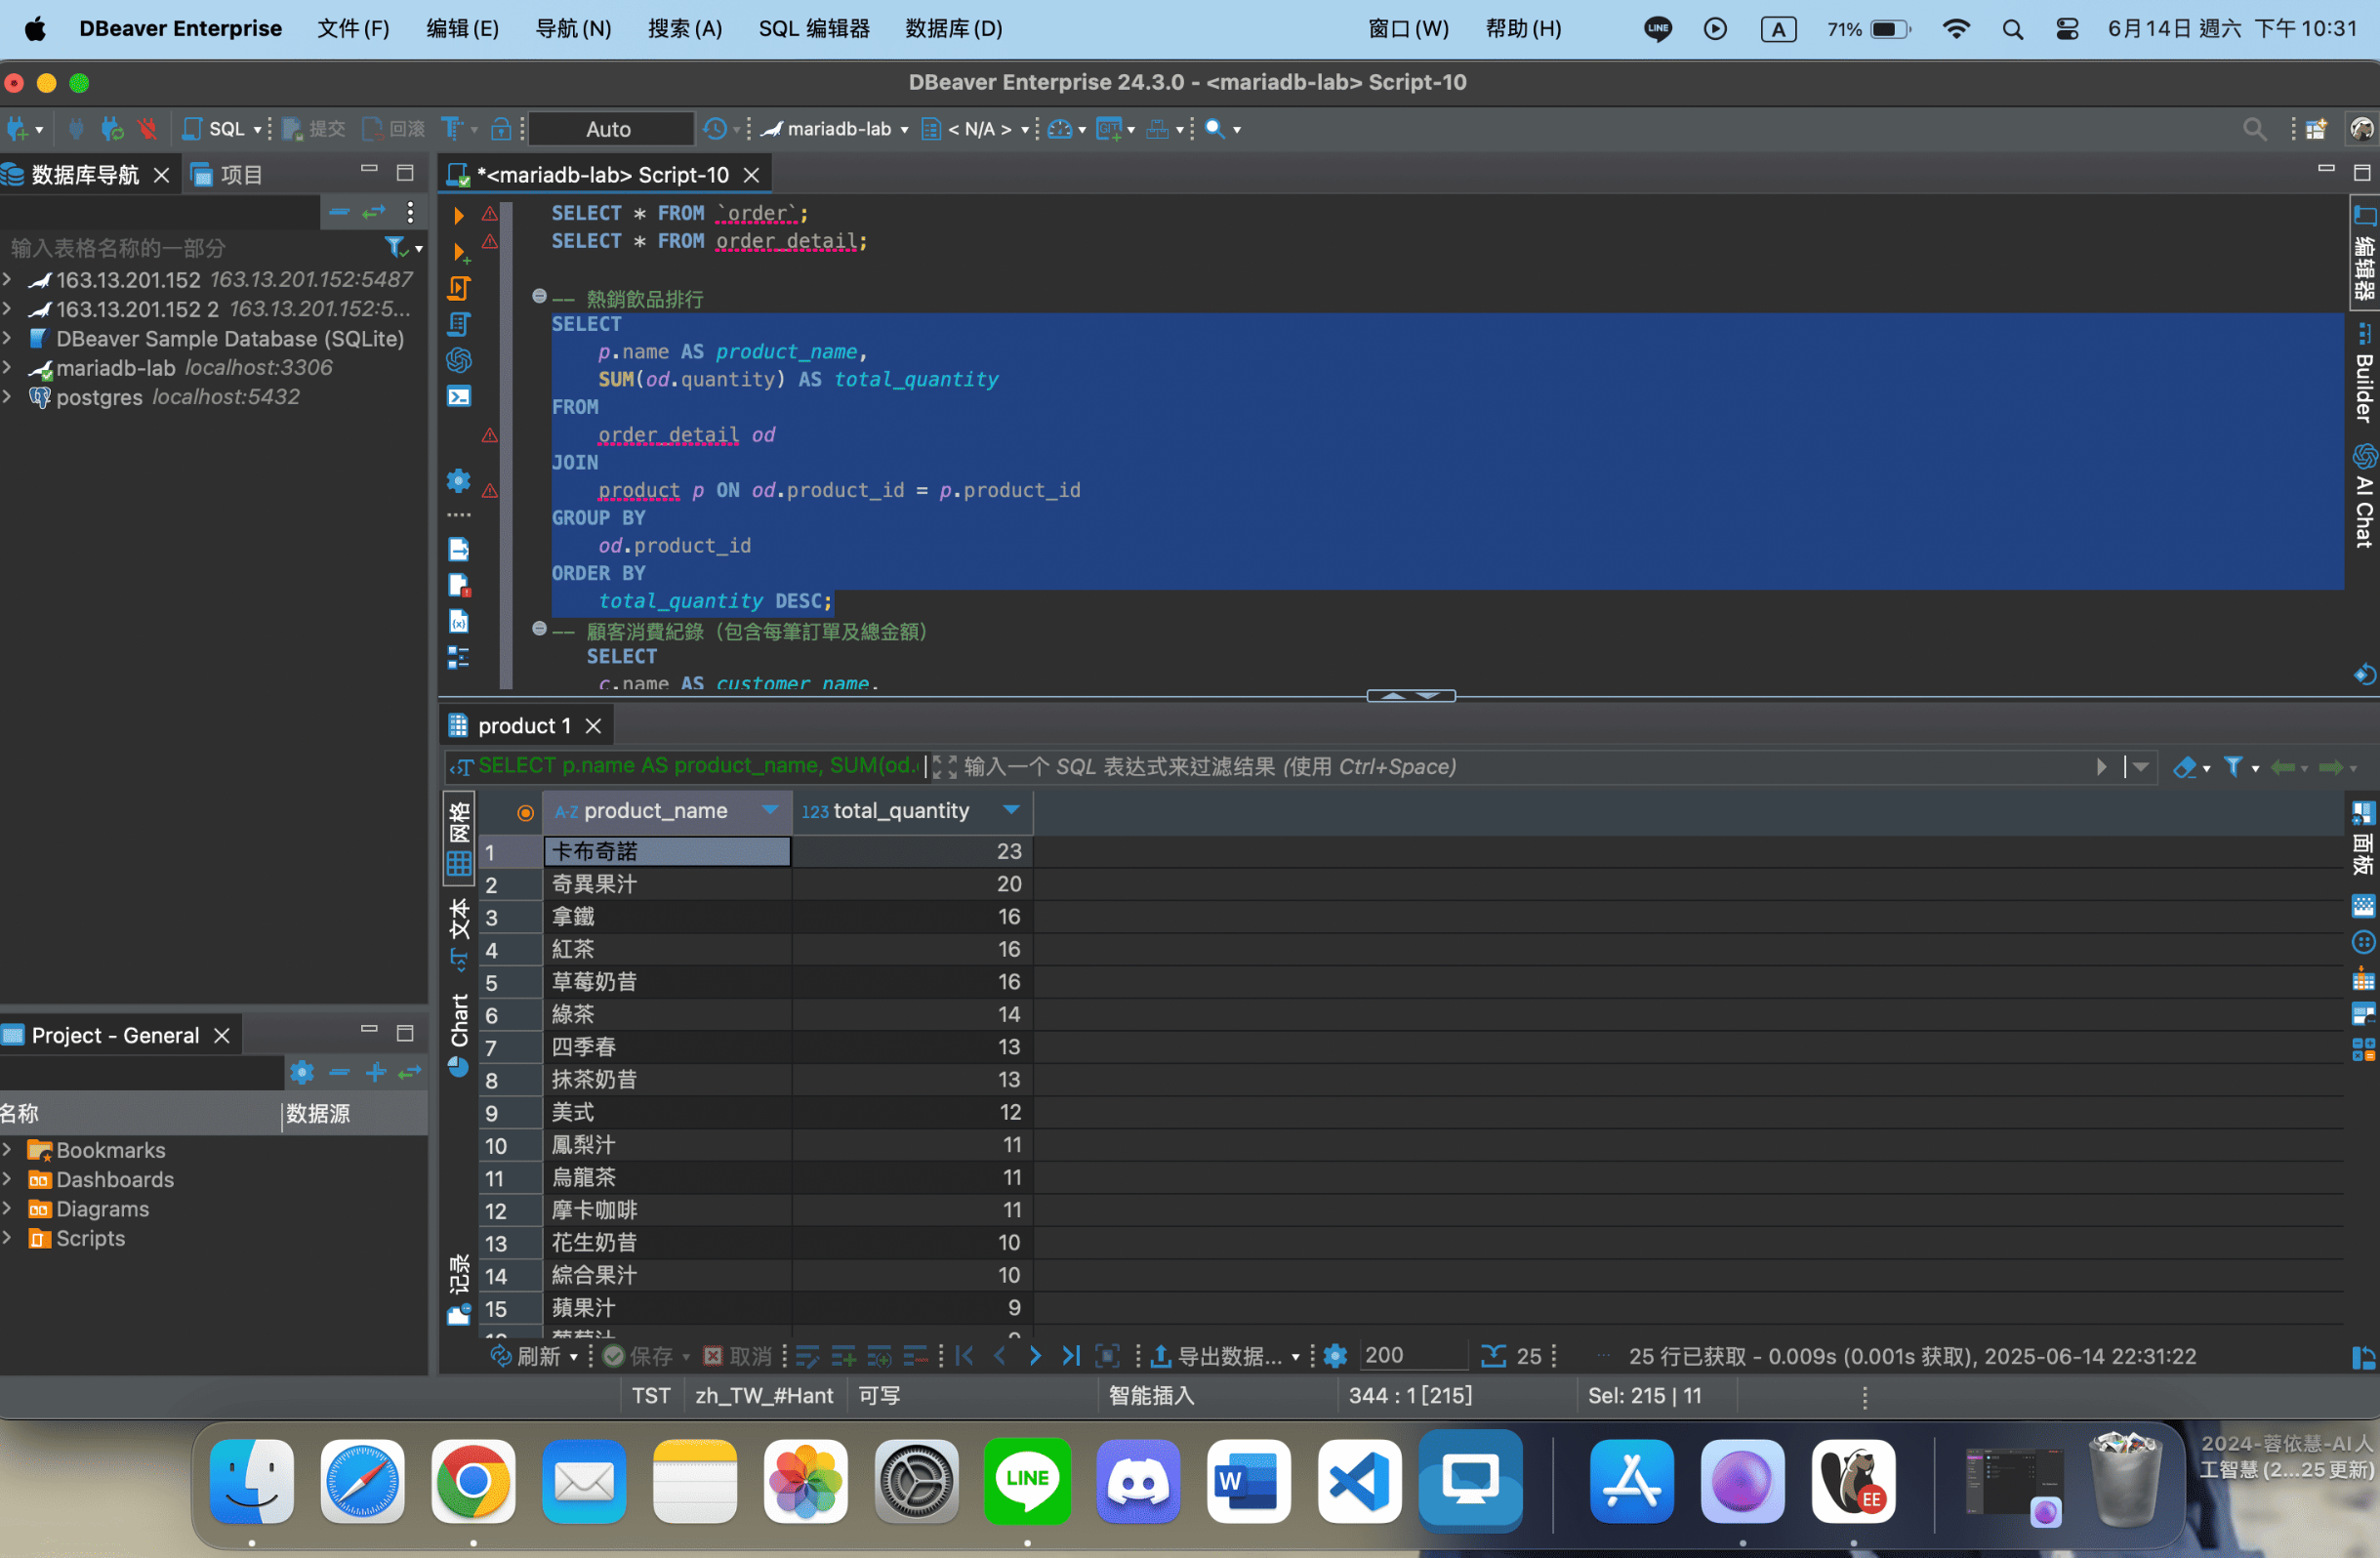 DBeaver Enterprise 文件(F) 编辑(E) 导航(N) 搜索(A) SQL 编辑器 数据库(D) 窗口(W) 帮助(H) LINE A 71% 6月14日 週六 下午10:31
DBeaver Enterprise 24.3.0 - <mariadb-lab> Script-10
SQL 提交 回滚 Auto mariadb-lab < N/A >
数据库导航 项目
*<mariadb-lab> Script-10
输入表格名称的一部分
163.13.201.152 163.13.201.152:5487
163.13.201.152 2 163.13.201.152:5...
DBeaver Sample Database (SQLite)
mariadb-lab localhost:3306
postgres localhost:5432
SELECT * FROM `order`;
SELECT * FROM order_detail;
-- 熱銷飲品排行
SELECT
p.name AS product_name,
SUM(od.quantity) AS total_quantity
FROM
order_detail od
JOIN
product p ON od.product_id = p.product_id
GROUP BY
od.product_id
ORDER BY
total_quantity DESC;
-- 顧客消費紀錄（包含每筆訂單及總金額）
SELECT
c.name AS customer_name,
编辑器
Builder
AI Chat
product 1
SELECT p.name AS product_name, SUM(od. 输入一个 SQL 表达式来过滤结果 (使用 Ctrl+Space)
网格
文本
Chart
记录
面板
A-Z product_name 123 total_quantity
1 卡布奇諾 23
2 奇異果汁 20
3 拿鐵 16
4 紅茶 16
5 草莓奶昔 16
6 綠茶 14
7 四季春 13
8 抹茶奶昔 13
9 美式 12
10 鳳梨汁 11
11 烏龍茶 11
12 摩卡咖啡 11
13 花生奶昔 10
14 綜合果汁 10
15 蘋果汁 9
刷新 保存 取消 导出数据... 200 25 25 行已获取 - 0.009s (0.001s 获取), 2025-06-14 22:31:22
Project - General
名称 数据源
Bookmarks
Dashboards
Diagrams
Scripts
TST zh_TW_#Hant 可写 智能插入 344 : 1 [215] Sel: 215 | 11
LINE
W
EE
2024-蓉依慧-AI人
工智慧 (2...25更新)